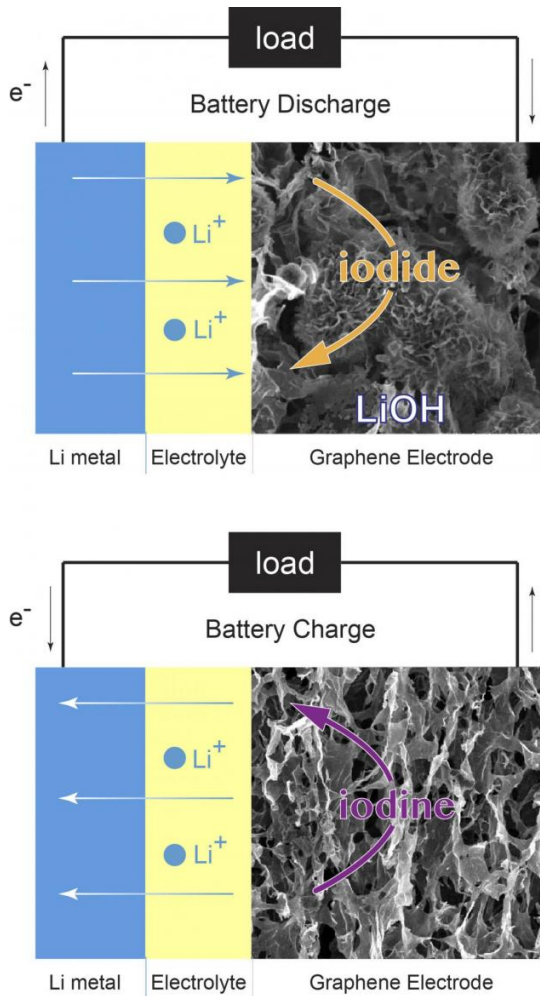 load
e-
Battery Discharge
Li+
iodide
Li+
LiOH
Li metal
Electrolyte
Graphene Electrode
load
e-
Battery Charge
Li+
iodine
Li+
Li metal
Electrolyte
Graphene Electrode